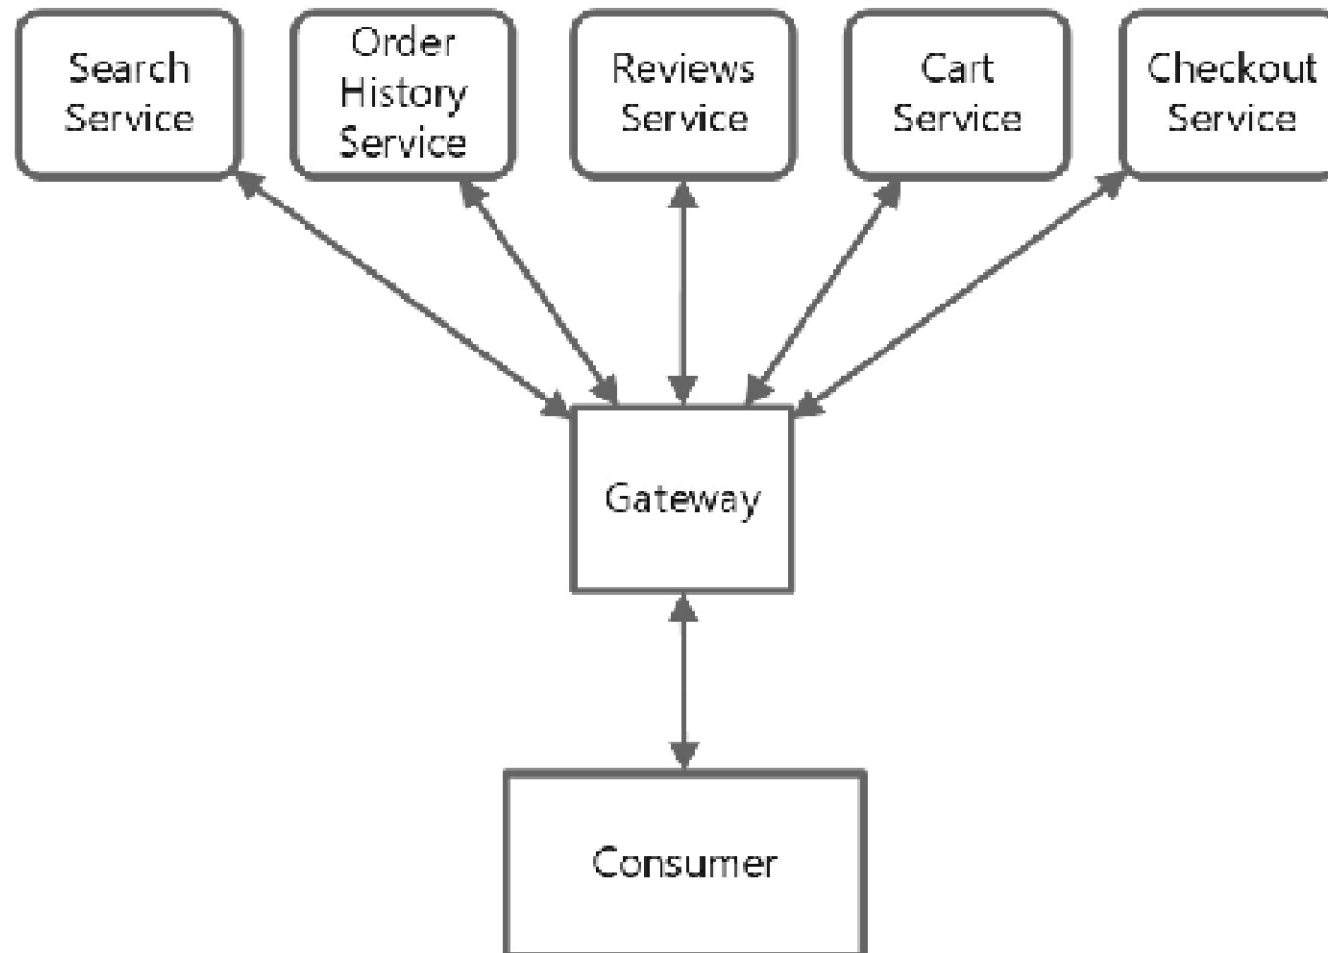 Search
Service
Order
History
Service
Reviews
Service
Cart
Service
Checkout
Service
Gateway
Consumer